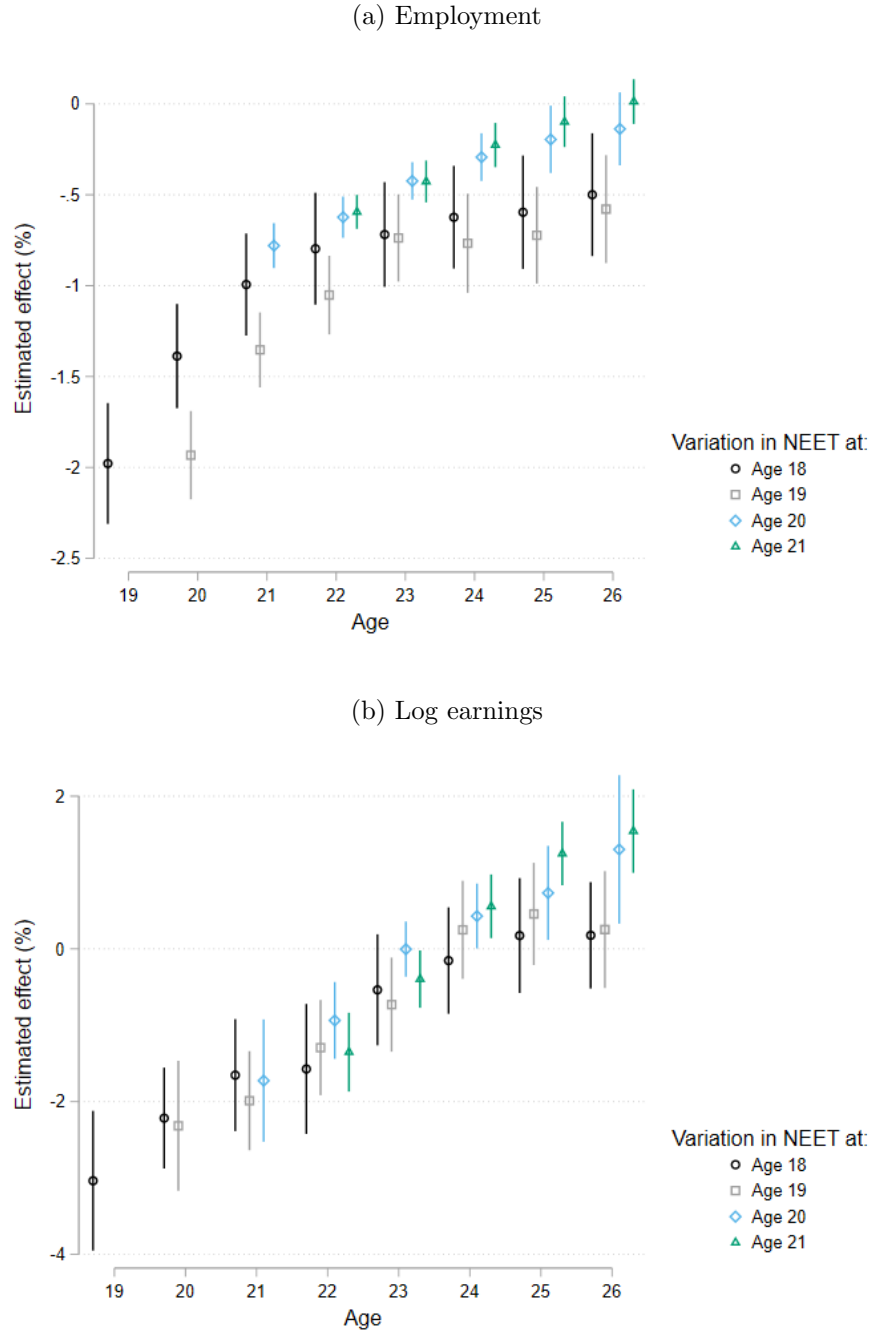 (a) Employment
0
-.5
-1
-1.5
-2
-2.5
Estimated effect (%)
19 20 21 22 23 24 25 26
Age
Variation in NEET at:
Age 18
Age 19
Age 20
Age 21
(b) Log earnings
2
0
-2
-4
Estimated effect (%)
19 20 21 22 23 24 25 26
Age
Variation in NEET at:
Age 18
Age 19
Age 20
Age 21